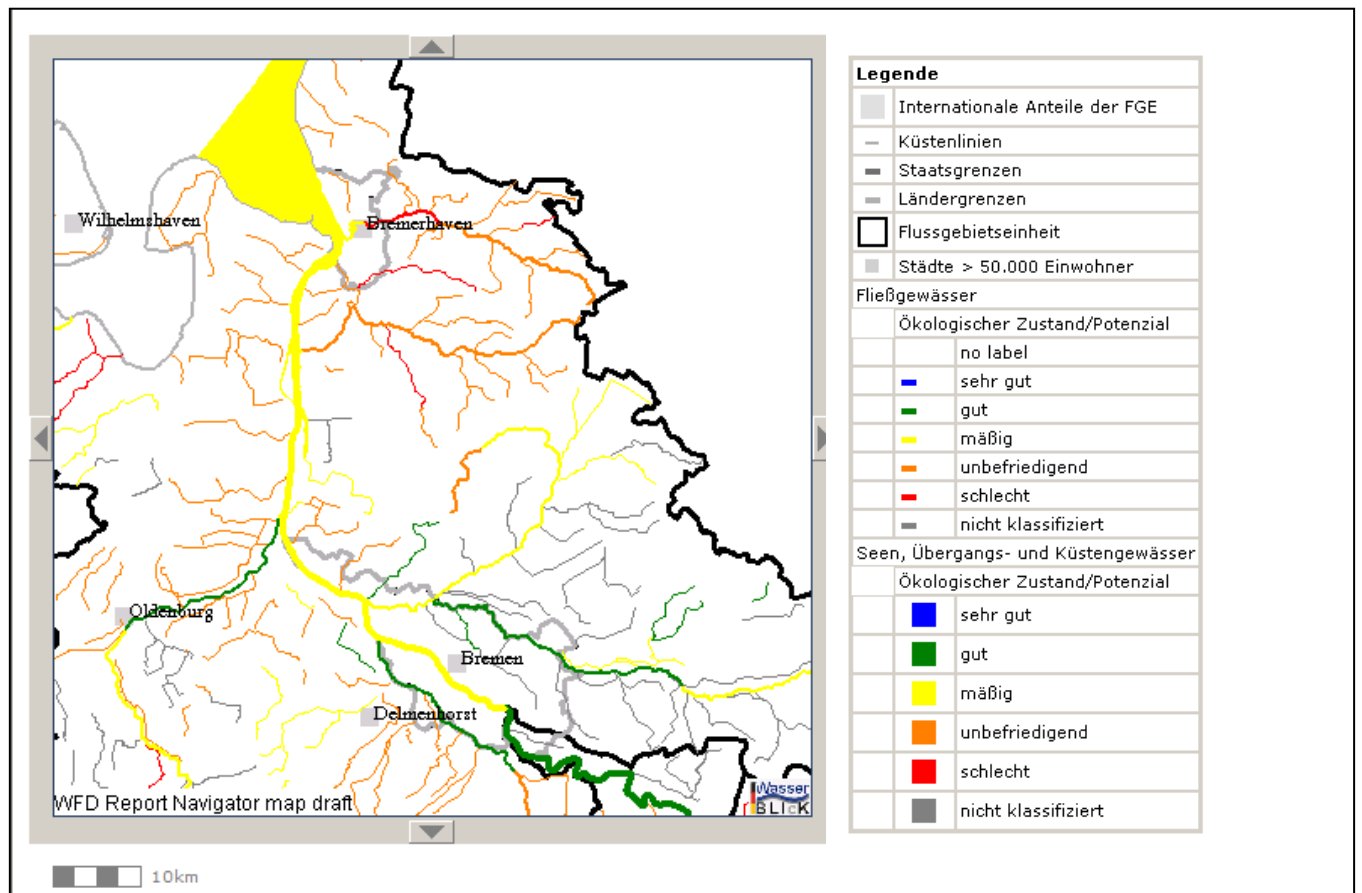 Wilhelmshaven
Bremerhaven
Oldenburg
Bremen
Delmenhorst
WFD Report Navigator map draft
Wasser
BLIcK
10km
Legende
Internationale Anteile der FGE
Küstenlinien
Staatsgrenzen
Ländergrenzen
Flussgebietseinheit
Städte > 50.000 Einwohner
Fließgewässer
Ökologischer Zustand/Potenzial
no label
sehr gut
gut
mäßig
unbefriedigend
schlecht
nicht klassifiziert
Seen, Übergangs- und Küstengewässer
Ökologischer Zustand/Potenzial
sehr gut
gut
mäßig
unbefriedigend
schlecht
nicht klassifiziert